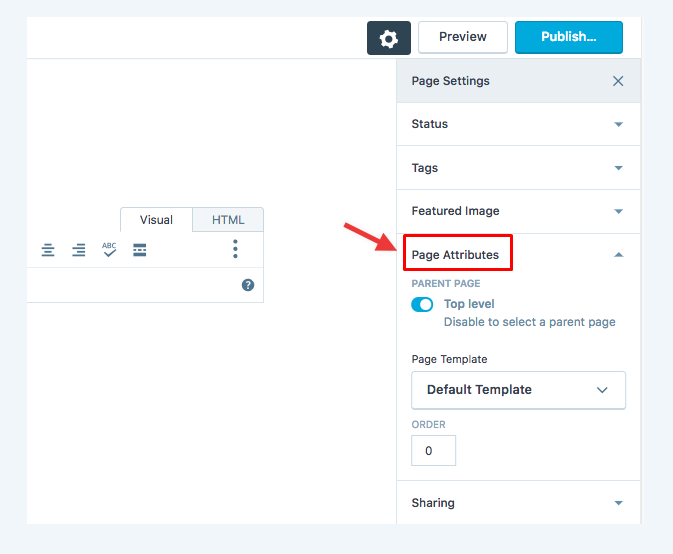 Preview
Publish...
Page Settings
Status
Tags
Featured Image
Visual
HTML
ABC
?
Page Attributes
PARENT PAGE
Top level
Disable to select a parent page
Page Template
Default Template
ORDER
0
Sharing